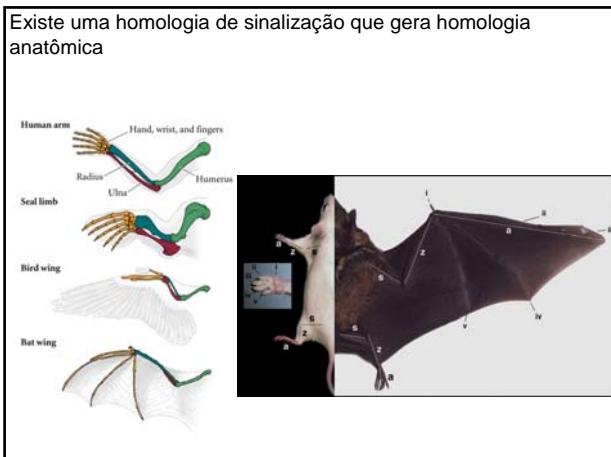 Existe uma homologia de sinalização que gera homologia
anatômica
Human arm
Hand, wrist, and fingers
Radius
Ulna
Humerus
Seal limb
Bird wing
Bat wing
i
a
z
s
a
s
v
iv
s
z
a
s
z
a
z